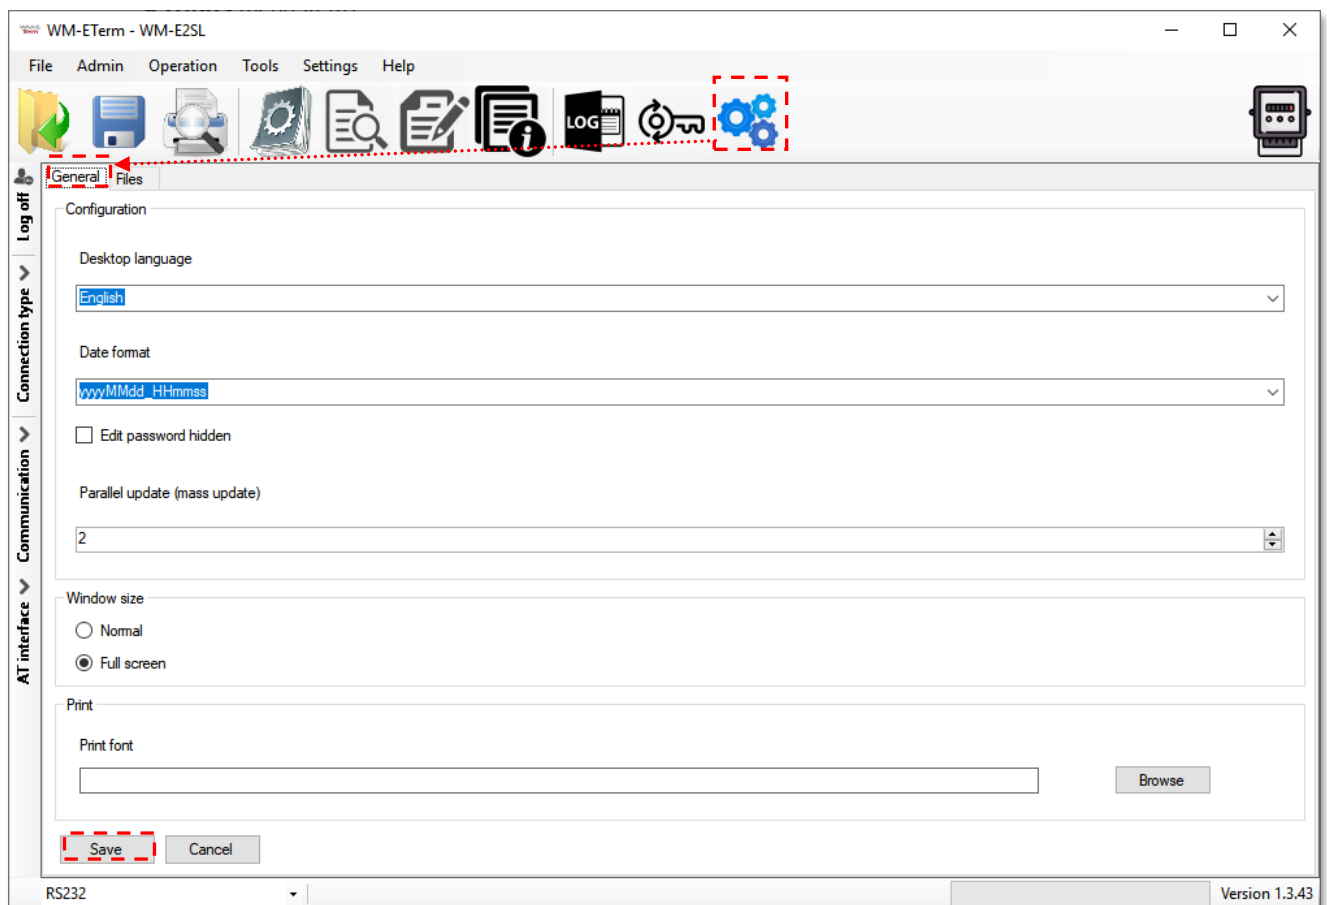 WM-ETerm - WM-E2SL
File Admin Operation Tools Settings Help
LOG
General Files
Log off
Connection type
Communication
AT interface
Configuration
Desktop language
English
Date format
yyyyMMdd_HHmmss
Edit password hidden
Parallel update (mass update)
2
Window size
Normal
Full screen
Print
Print font
Browse
Save Cancel
RS232 Version 1.3.43